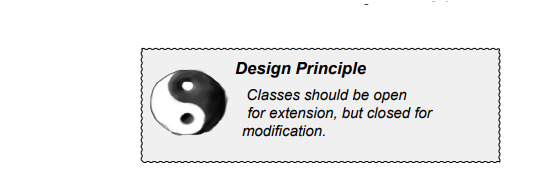 Design Principle
Classes should be open
for extension, but closed for
modification.